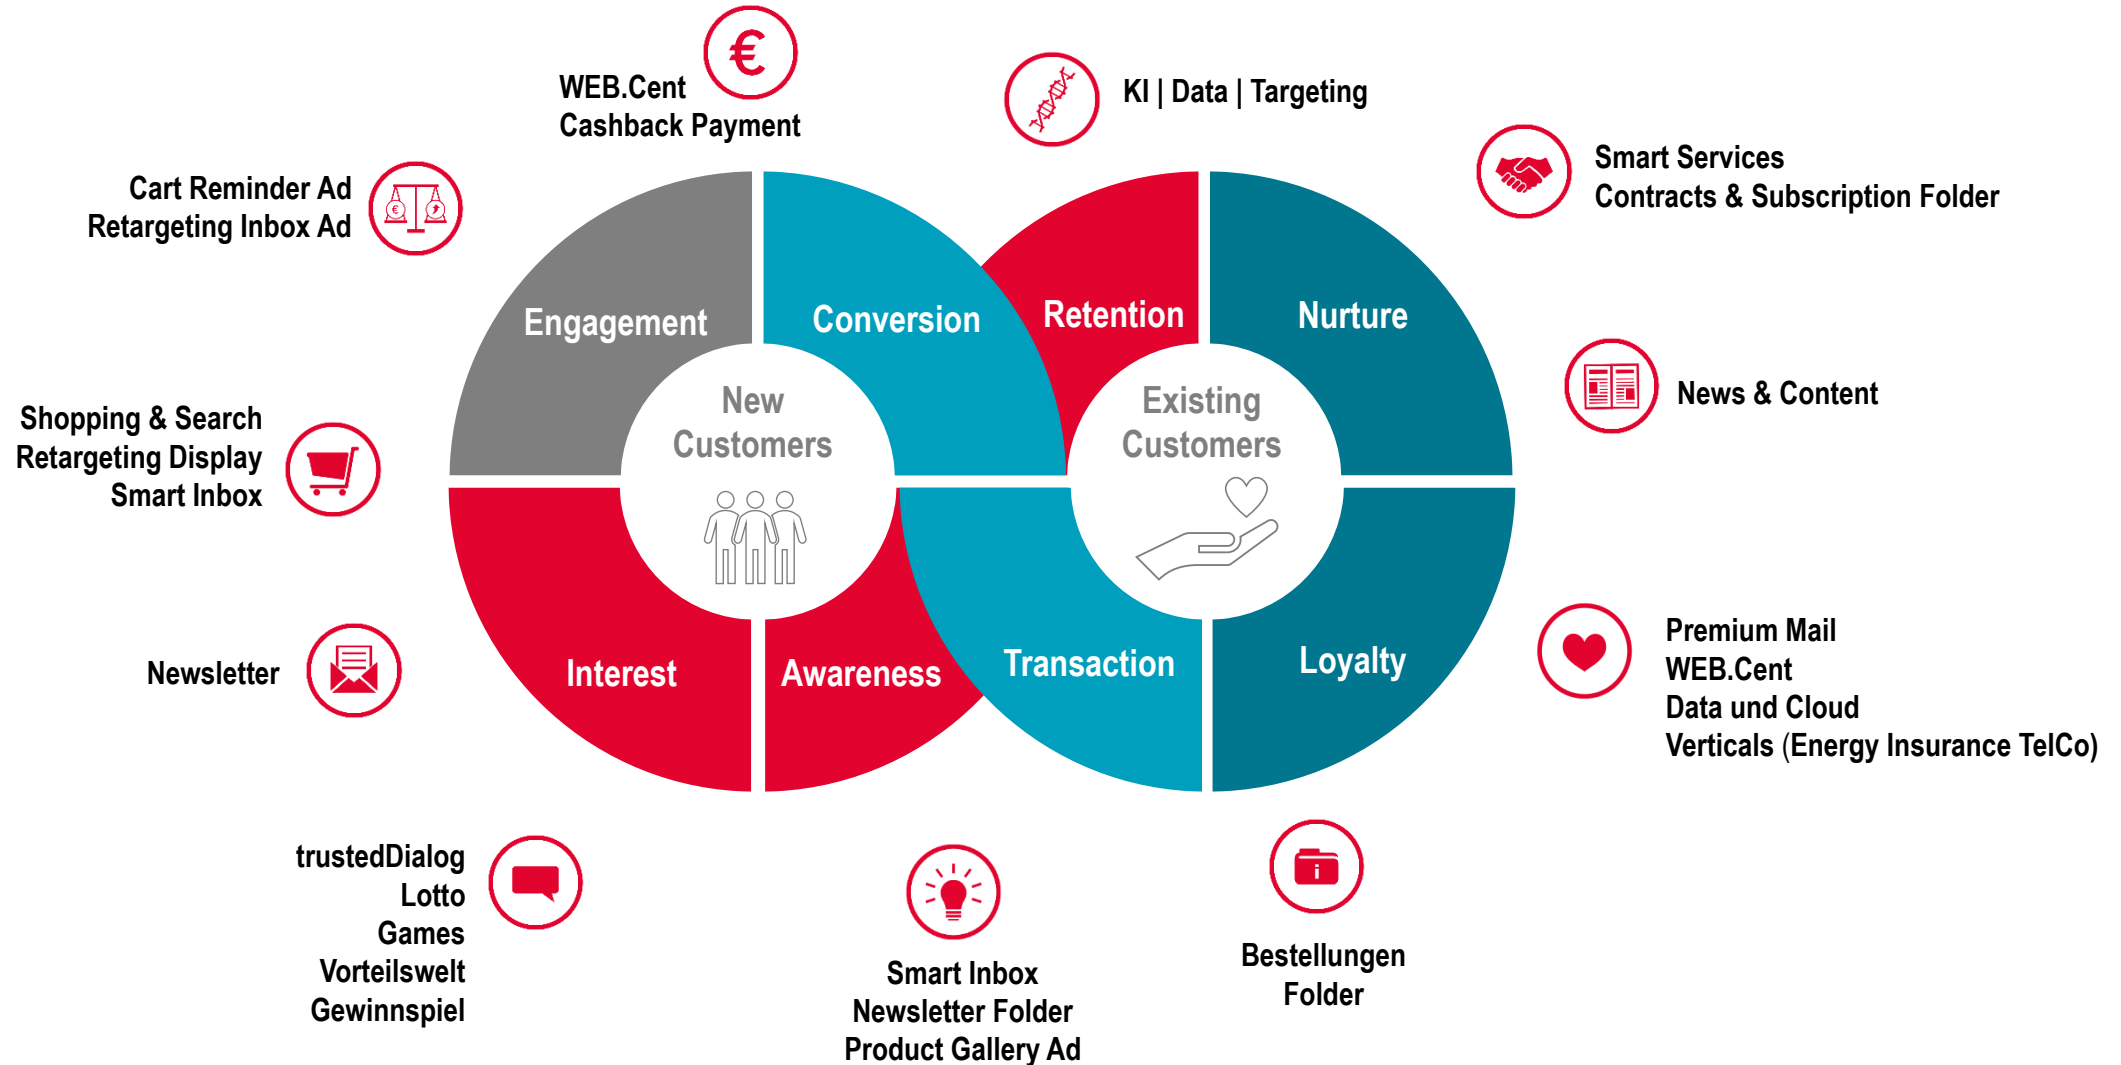 €
WEB.Cent
Cashback Payment
KI | Data | Targeting
Smart Services
Contracts & Subscription Folder
Cart Reminder Ad
Retargeting Inbox Ad
€
Engagement
Conversion
Retention
Nurture
New
Customers
Existing
Customers
News & Content
Shopping & Search
Retargeting Display
Smart Inbox
Newsletter
Interest
Awareness
Transaction
Loyalty
Premium Mail
WEB.Cent
Data und Cloud
Verticals (Energy Insurance TelCo)
trustedDialog
Lotto
Games
Vorteilswelt
Gewinnspiel
Smart Inbox
Newsletter Folder
Product Gallery Ad
i
Bestellungen
Folder